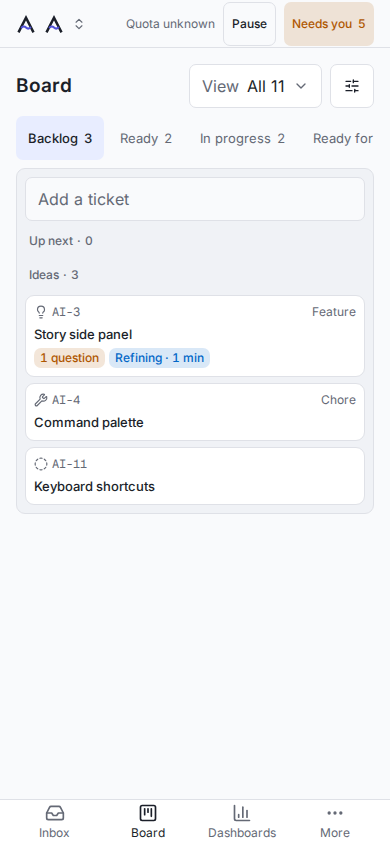 Quota unknown Pause Needs you 5
Board View All 11
Backlog 3 Ready 2 In progress 2 Ready for
Add a ticket
Up next · 0
Ideas · 3
AI-3 Feature
Story side panel
1 question Refining · 1 min
AI-4 Chore
Command palette
AI-11
Keyboard shortcuts
Inbox Board Dashboards More